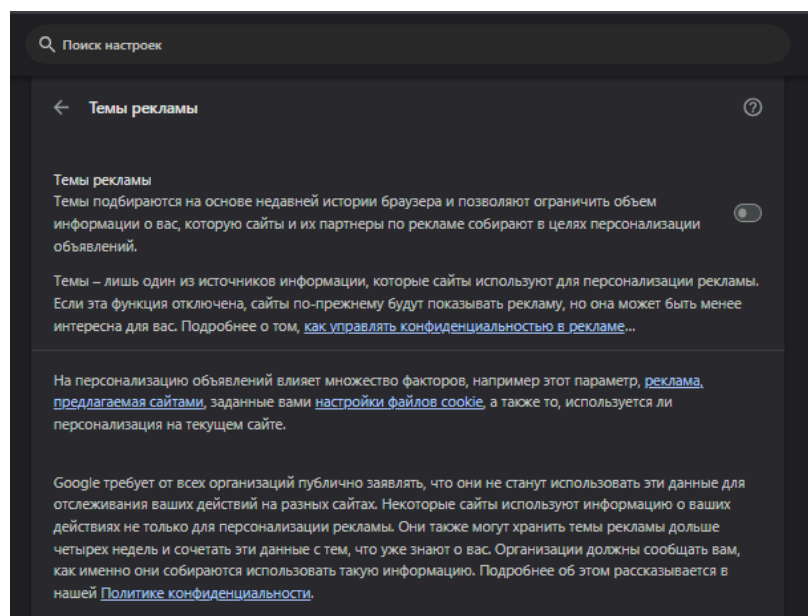 Поиск настроек
Темы рекламы
Темы рекламы
Темы подбираются на основе недавней истории браузера и позволяют ограничить объем
информации о вас, которую сайты и их партнеры по рекламе собирают в целях персонализации
объявлений.
Темы – лишь один из источников информации, которые сайты используют для персонализации рекламы.
Если эта функция отключена, сайты по-прежнему будут показывать рекламу, но она может быть менее
интересна для вас. Подробнее о том, как управлять конфиденциальностью в рекламе...
На персонализацию объявлений влияет множество факторов, например этот параметр, реклама,
предлагаемая сайтами, заданные вами настройки файлов cookie, а также то, используется ли
персонализация на текущем сайте.
Google требует от всех организаций публично заявлять, что они не станут использовать эти данные для
отслеживания ваших действий на разных сайтах. Некоторые сайты используют информацию о ваших
действиях не только для персонализации рекламы. Они также могут хранить темы рекламы дольше
четырех недель и сочетать эти данные с тем, что уже знают о вас. Организации должны сообщать вам,
как именно они собираются использовать такую информацию. Подробнее об этом рассказывается в
нашей Политике конфиденциальности.